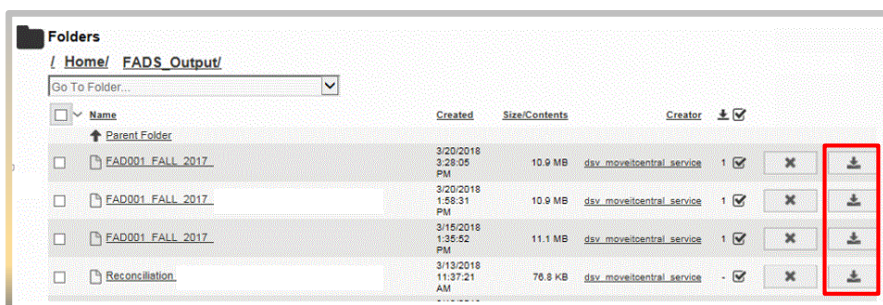 Folders
/ Home/ FADS_Output/
Go To Folder...
Name Created Size/Contents Creator
Parent Folder
FAD001_FALL_2017_ 3/20/2018 3:28:05 PM 10.9 MB dsv_moveitcentral_service 1
FAD001_FALL_2017_ 3/20/2018 1:58:31 PM 10.9 MB dsv_moveitcentral_service 1
FAD001_FALL_2017_ 3/15/2018 1:35:52 PM 11.1 MB dsv_moveitcentral_service 1
Reconciliation_ 3/13/2018 11:37:21 AM 76.8 KB dsv_moveitcentral_service -